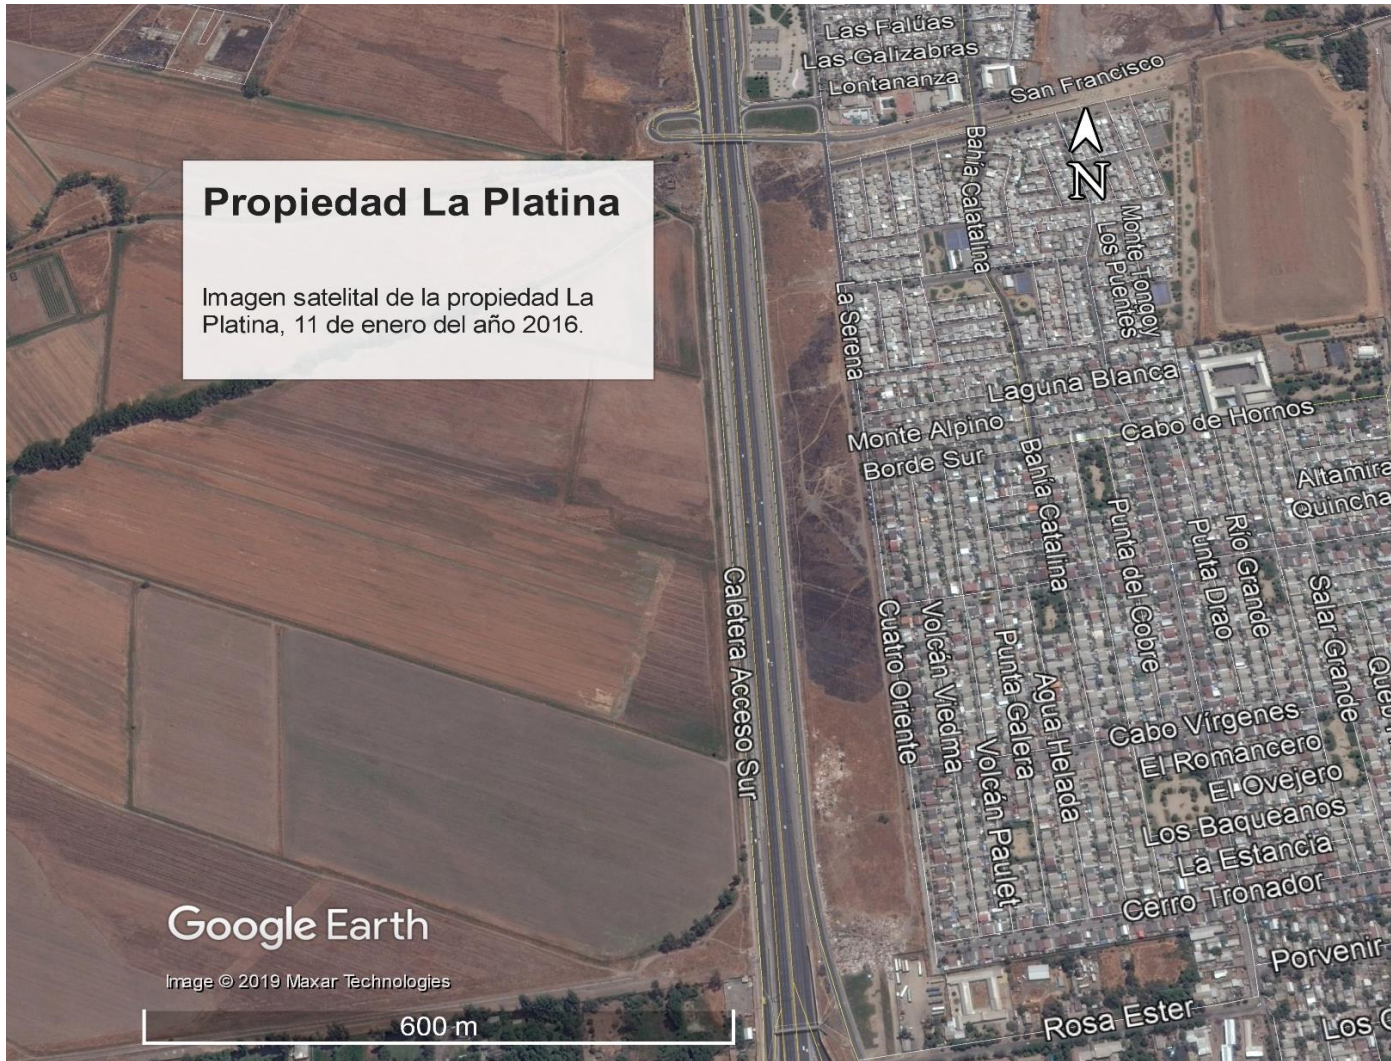 Las Falúas
Las Galizabras
Lontananza
San Francisco
N
Propiedad La Platina
Imagen satelital de la propiedad La
Platina, 11 de enero del año 2016.
Bahía Catalina
Monte Tongoy
Los Puentes
La Serena
Laguna Blanca
Cabo de Hornos
Monte Alpino
Borde Sur
Bahía Catalina
Altamira
Quincha
Punta del Cobre
Punta Drao
Río Grande
Salar Grande
Caletera Acceso Sur
Cuatro Oriente
Volcán Viedma
Punta Galera
Agua Helada
Volcán Paulet
Cabo Vírgenes
El Romancero
El Ovejero
Los Baqueanos
La Estancia
Cerro Tronador
Porvenir
Rosa Ester
Google Earth
Image © 2019 Maxar Technologies
600 m